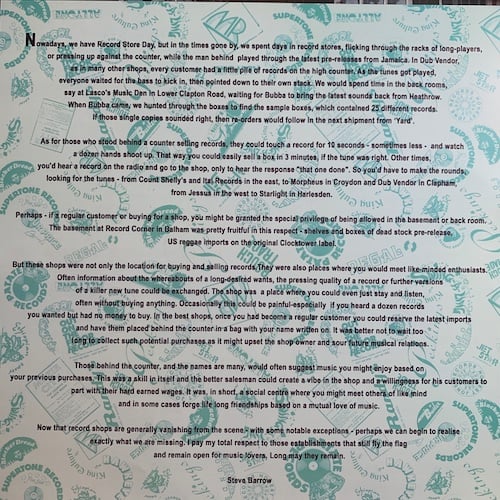 Nowadays, we have Record Store Day, but in the times gone by, we spent days in record stores, flicking through the racks of long-players,
or pressing up against the counter, while the man behind played through the latest pre-releases from Jamaica. In Dub Vendor,
as in many other shops, every customer had a little pile of records on the high counter. As the tunes got played,
everyone waited for the bass to kick in, then pointed down to their own stack. We would spend time in the back rooms,
say at Lasco's Music Den in Lower Clapton Road, waiting for Bubba to bring the latest sounds back from Heathrow.
When Bubba came, we hunted through the boxes to find the sample boxes, which contained 25 different records.
If those single copies sounded right, then re-orders would follow in the next shipment from 'Yard'.
As for those who stood behind a counter selling records, they could touch a record for 10 seconds - sometimes less - and watch
a dozen hands shoot up. That way you could easily sell a box in 3 minutes, if the tune was right. Other times,
you'd hear a record on the radio and go to the shop, only to hear the response "that one done". So you'd have to make the rounds,
looking for the tunes - from Count Shelly's and Ital Records in the east, to Morpheus in Croydon and Dub Vendor in Clapham,
from Jessus in the west to Starlight in Harlesden.
Perhaps - if a regular customer or buying for a shop, you might be granted the special privilege of being allowed in the basement or back room.
The basement at Record Corner in Balham was pretty fruitful in this respect - shelves and boxes of dead stock pre-release,
US reggae imports on the original Clocktower label.
But these shops were not only the location for buying and selling records.They were also places where you would meet like-minded enthusiasts.
Often information about the whereabouts of a long-desired wants, the pressing quality of a record or further versions
of a killer new tune could be exchanged. The shop was a place where you could even just stay and listen,
often without buying anything. Occasionally this could be painful-especially if you heard a dozen records
you wanted but had no money to buy. In the best shops, once you had become a regular customer you could reserve the latest imports
and have them placed behind the counter in a bag with your name written on. It was better not to wait too
long to collect such potential purchases as it might upset the shop owner and sour future musical relations.
Those behind the counter, and the names are many, would often suggest music you might enjoy based on
your previous purchases. This was a skill in itself and the better salesman could create a vibe in the shop and a willingness for his customers to
part with their hard earned wages. It was, in short, a social centre where you might meet others of like mind
and in some cases forge life long friendships based on a mutual love of music.
Now that record shops are generally vanishing from the scene - with some notable exceptions - perhaps we can begin to realise
exactly what we are missing. I pay my total respect to those establishments that still fly the flag
and remain open for music lovers, Long may they remain.
Steve Barrow